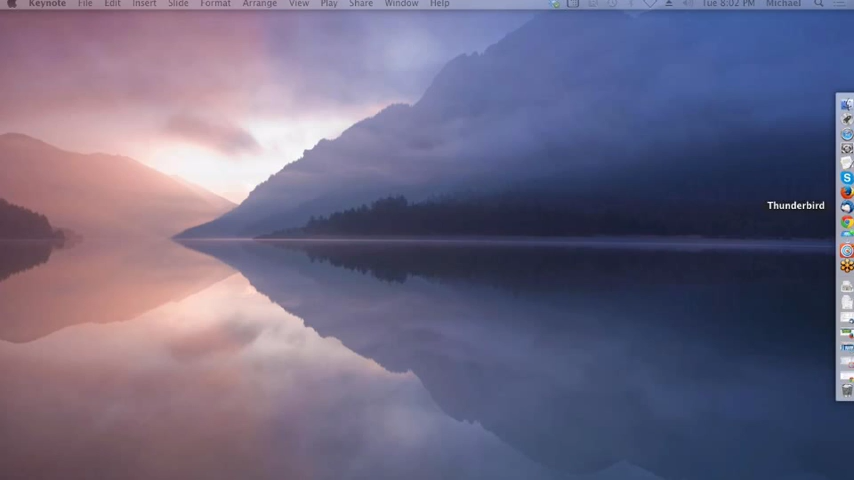 Keynote File Edit Insert Slide Format Arrange View Play Share Window Help Tue 8:02 PM Michael
Thunderbird